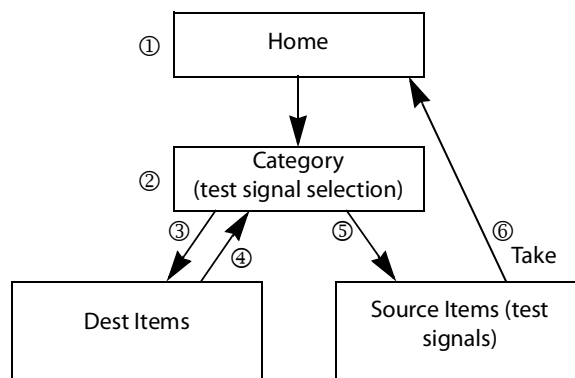 ① Home
Category
② (test signal selection)
③ ④ ⑤ ⑥
Take
Dest Items
Source Items (test
signals)